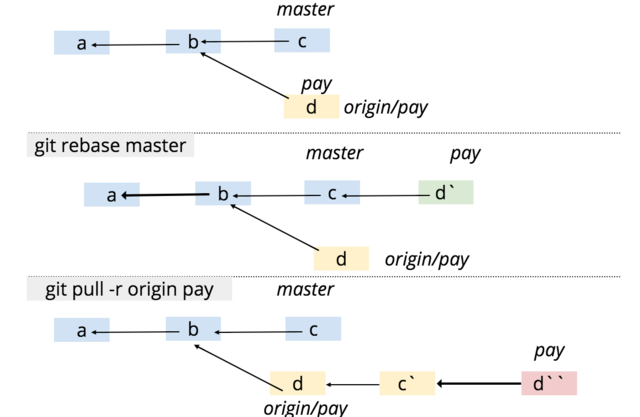 master
a b c
pay
d origin/pay
git rebase master
master pay
a b c d`
d origin/pay
git pull -r origin pay
master
a b c
pay
d c` d``
origin/pay